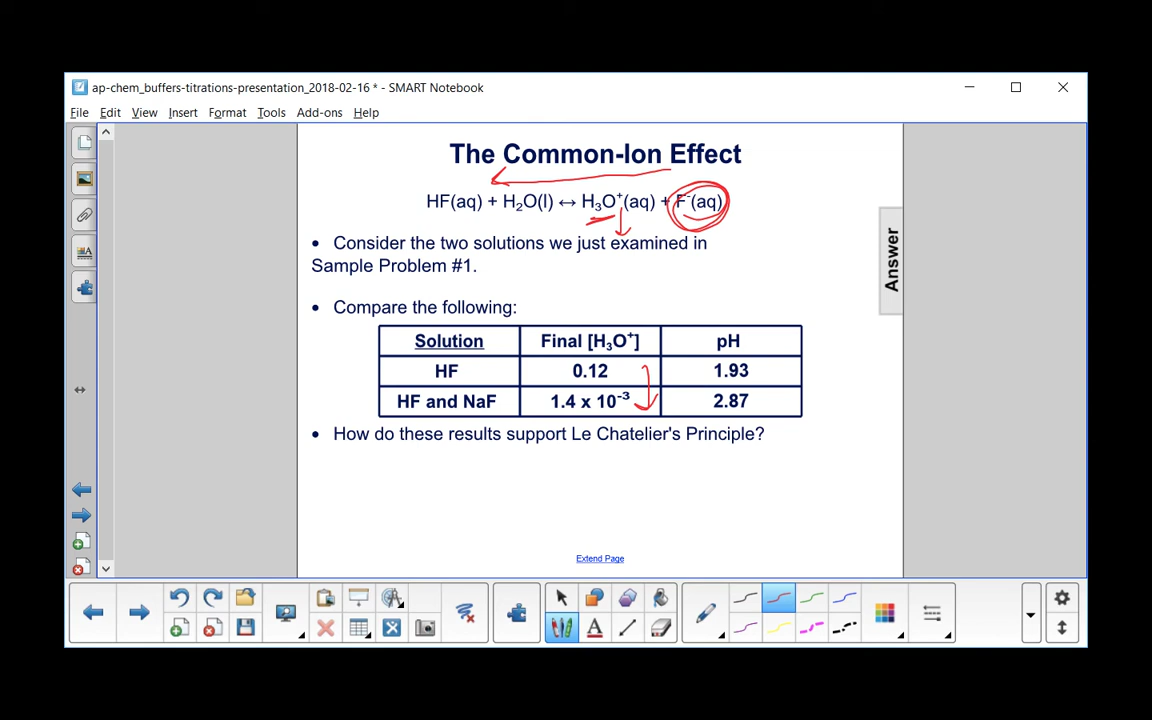 ap-chem_buffers-titrations-presentation_2018-02-16 * - SMART Notebook
File Edit View Insert Format Tools Add-ons Help
The Common-Ion Effect
HF(aq) + H₂O(l) ↔ H₃O⁺(aq) + F⁻(aq)
• Consider the two solutions we just examined in
Sample Problem #1.
Answer
• Compare the following:
Solution Final [H₃O⁺] pH
HF 0.12 1.93
HF and NaF 1.4 x 10⁻³ 2.87
• How do these results support Le Chatelier's Principle?
Extend Page